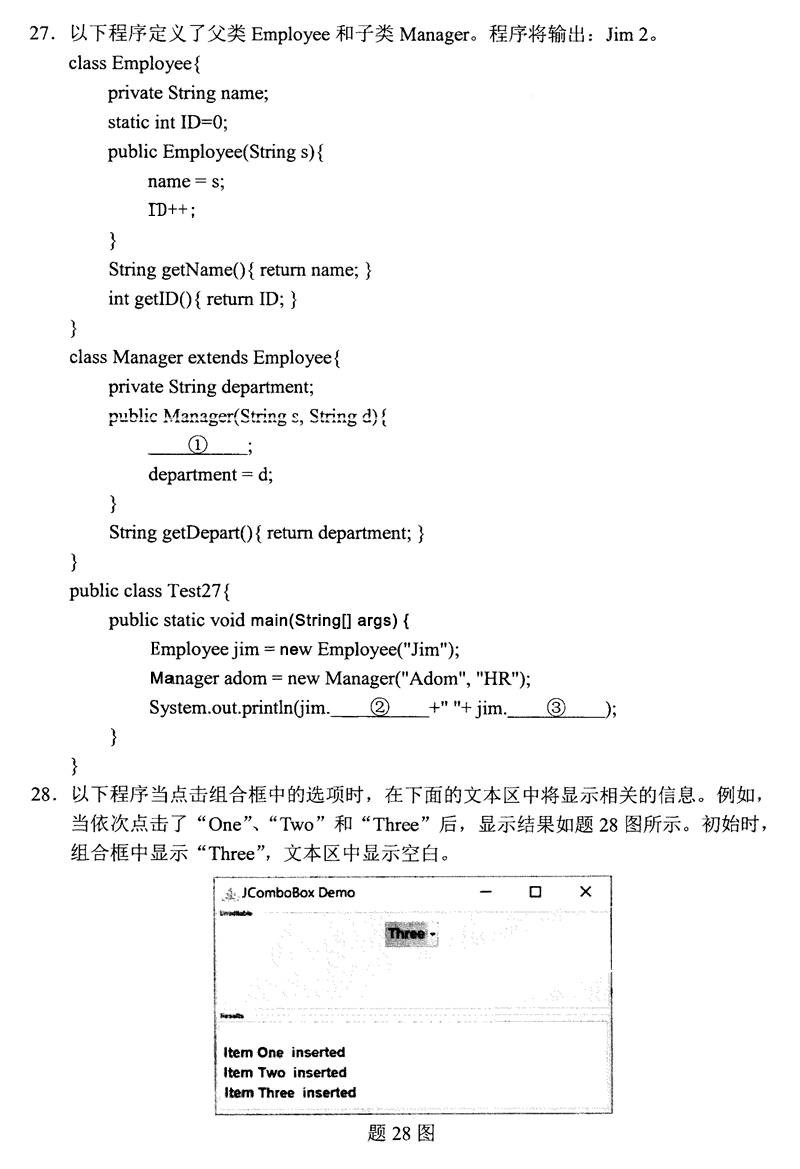 27. 以下程序定义了父类 Employee 和子类 Manager。程序将输出：Jim 2。
class Employee{
private String name;
static int ID=0;
public Employee(String s){
name = s;
ID++;
}
String getName(){ return name; }
int getID(){ return ID; }
}
class Manager extends Employee{
private String department;
public Manager(String s, String d){
____①____;
department = d;
}
String getDepart(){ return department; }
}
public class Test27{
public static void main(String[] args) {
Employee jim = new Employee("Jim");
Manager adom = new Manager("Adom", "HR");
System.out.println(jim.____②____+" "+ jim.____③____);
}
}
28. 以下程序当点击组合框中的选项时，在下面的文本区中将显示相关的信息。例如，
当依次点击了“One”、“Two”和“Three”后，显示结果如题 28 图所示。初始时，
组合框中显示“Three”，文本区中显示空白。
JComboBox Demo
Uneditable
Three
Results
Item One inserted
Item Two inserted
Item Three inserted
题 28 图